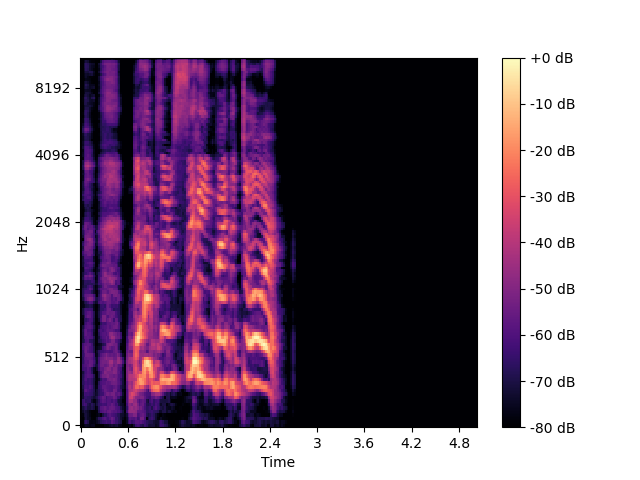 +0 dB
8192
-10 dB
4096
-20 dB
-30 dB
2048
Hz
-40 dB
1024
-50 dB
-60 dB
512
-70 dB
0
-80 dB
0 0.6 1.2 1.8 2.4 3 3.6 4.2 4.8
Time